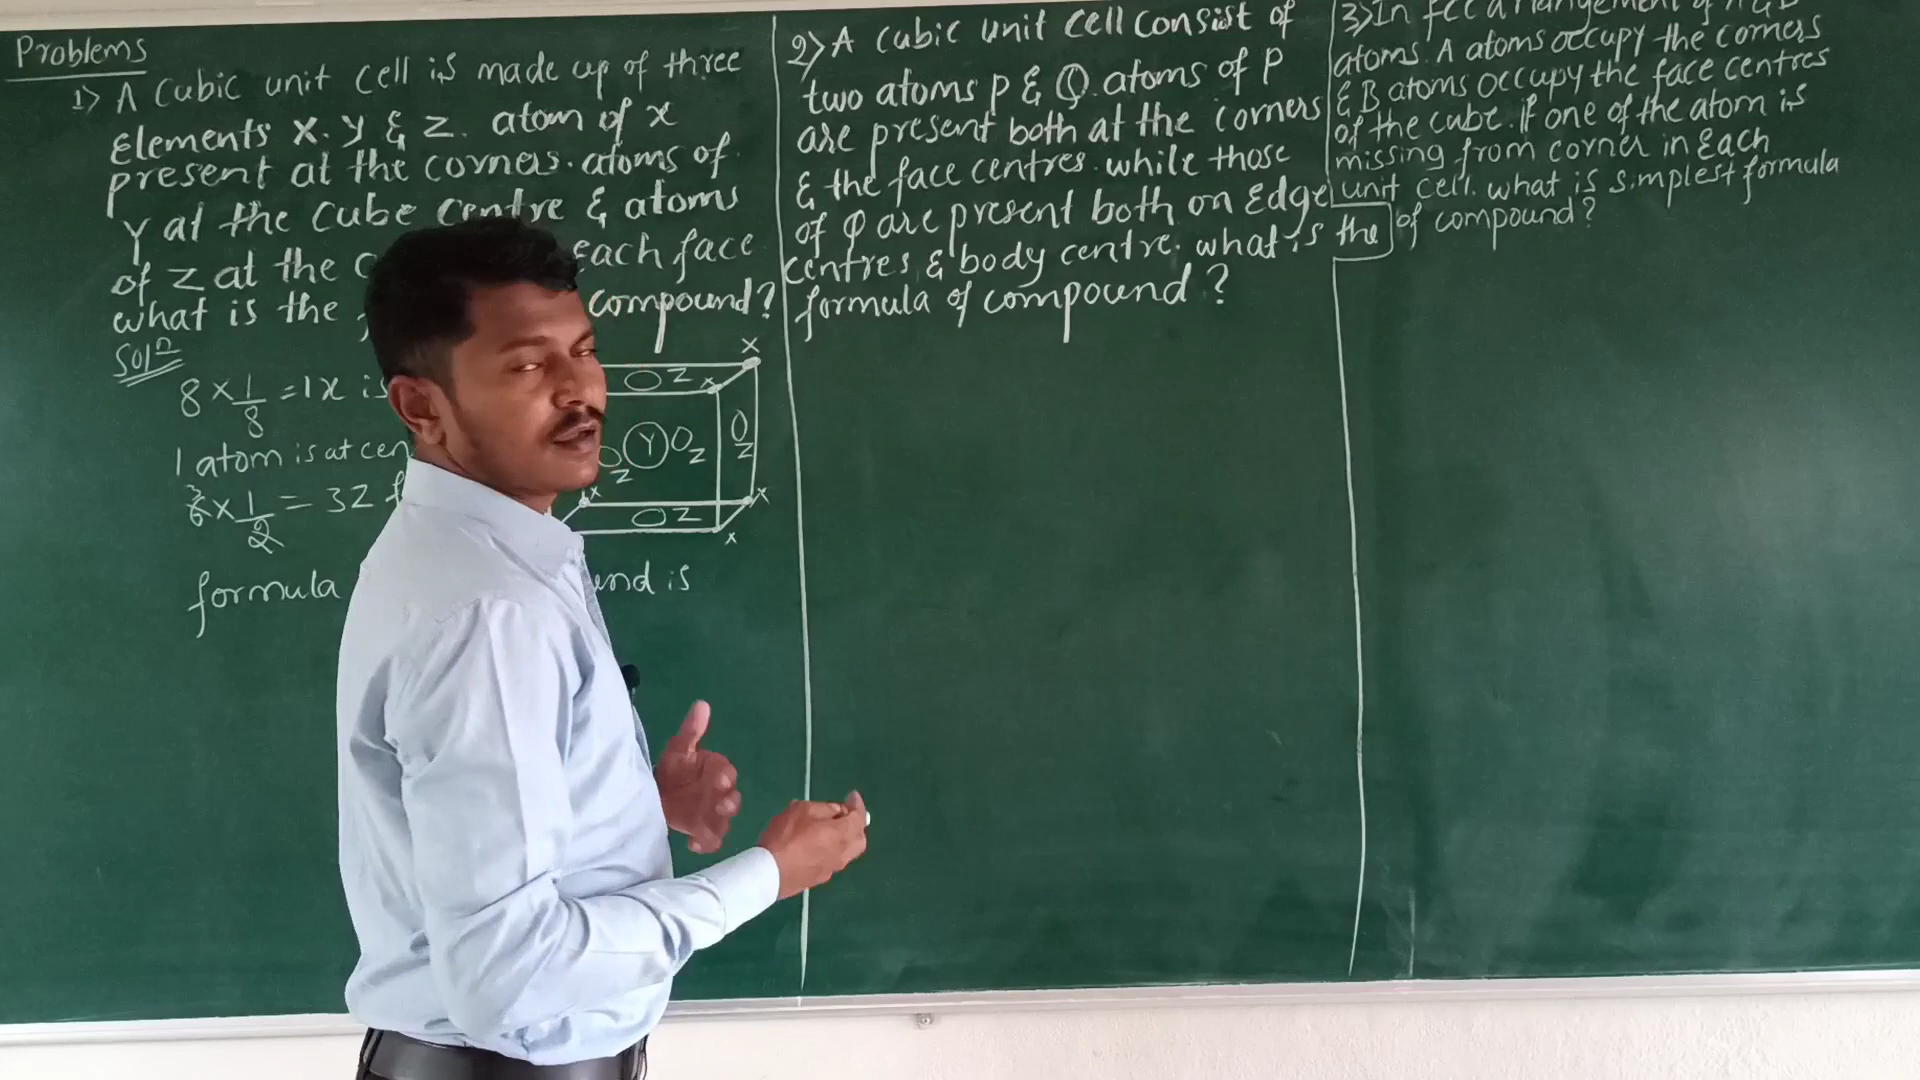 Problems
1) A cubic unit cell is made up of three
elements X. Y & Z. atom of x
present at the corners. atoms of
Y at the cube centre & atoms
of Z at the each face
what is the compound?
Soln
8 × 1/8 = 1x is
1 atom is at cen
3
6 × 1/2 = 3Z f
formula und is
X
O Z x
Y O Z
O Z
O Z
x
x
O Z
x
2) A cubic unit cell consist of
two atoms P & Q. atoms of P
are present both at the corners
& the face centres. while those
of Q are present both on edge
centres & body centre. what is the
formula of compound?
3) In fcc arrangement of A & B
atoms. A atoms occupy the corners
& B atoms occupy the face centres
of the cube. if one of the atom is
missing from corner in each
unit cell. what is simplest formula
of compound?